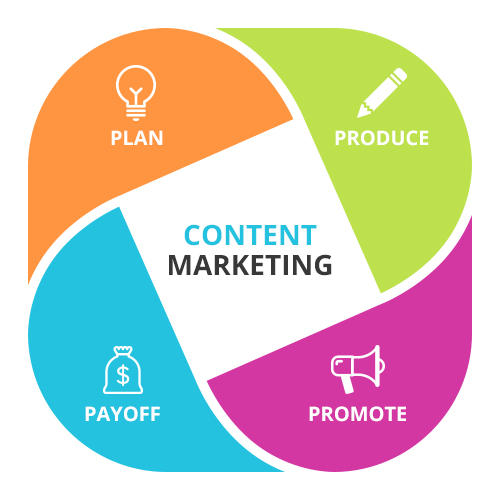 PLAN
PRODUCE
CONTENT
MARKETING
$
PAYOFF
PROMOTE